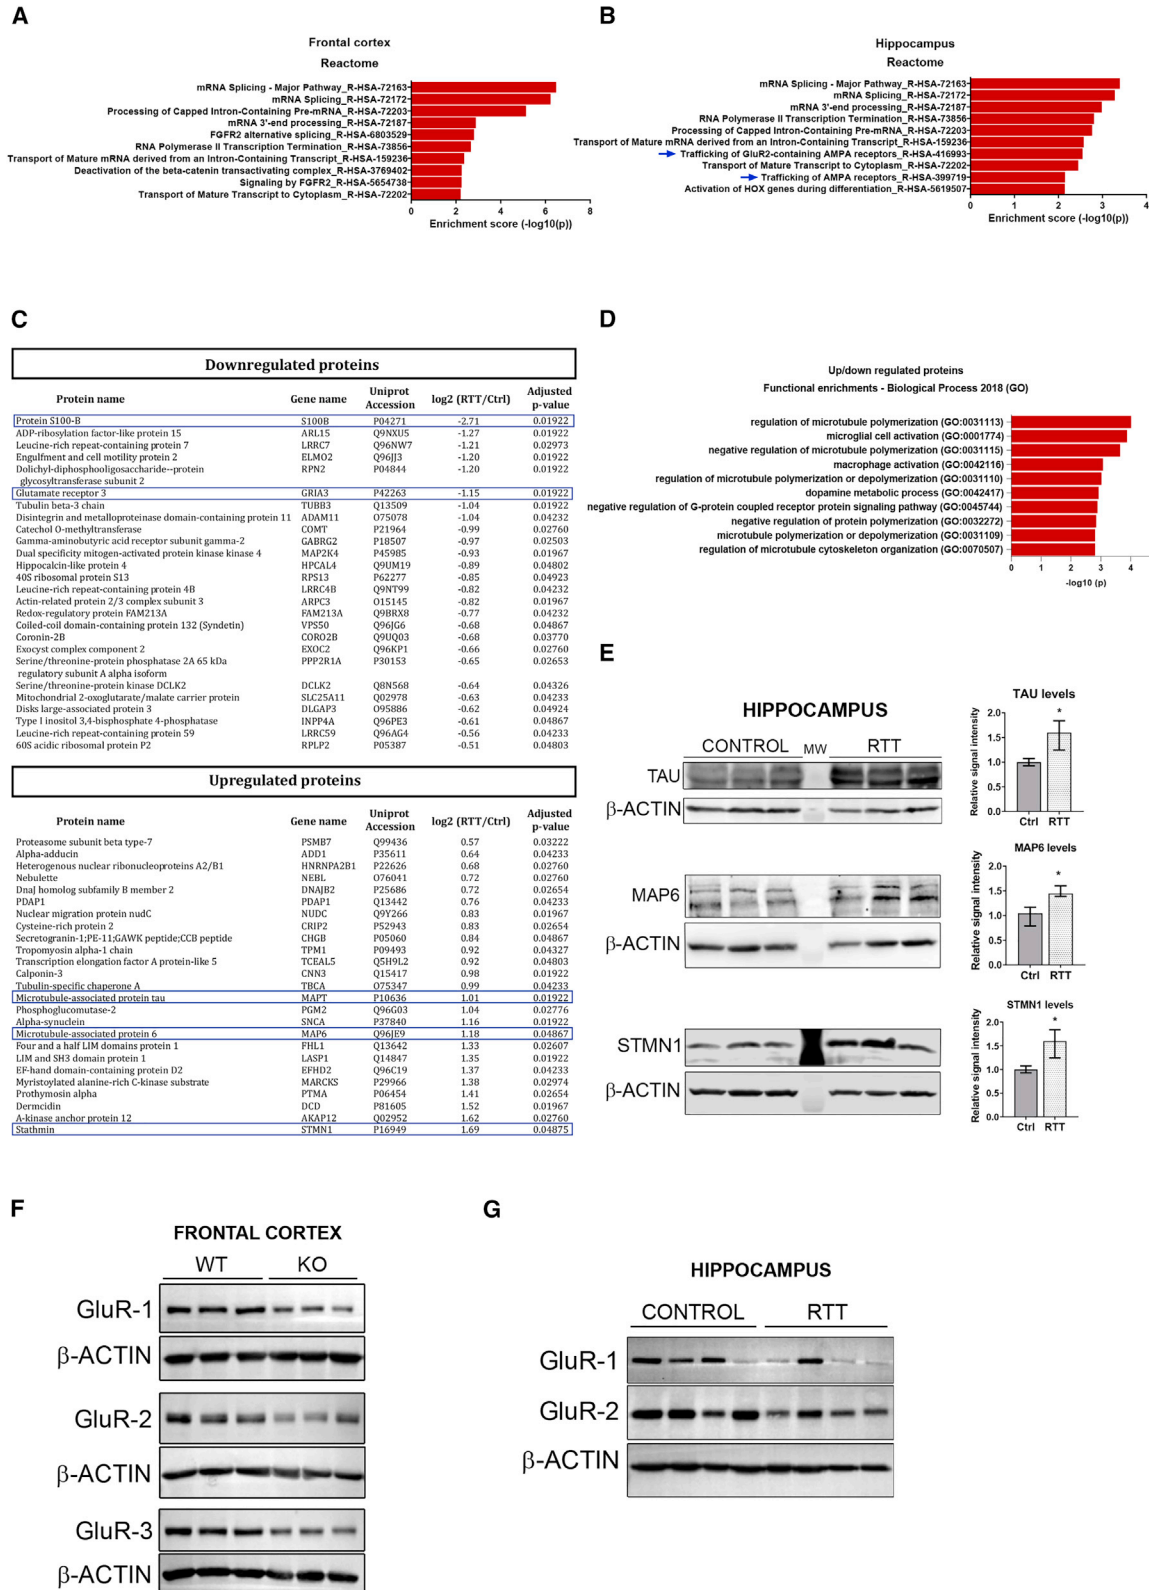 A
Frontal cortex
Reactome
mRNA Splicing - Major Pathway_R-HSA-72163
mRNA Splicing_R-HSA-72172
Processing of Capped Intron-Containing Pre-mRNA_R-HSA-72203
mRNA 3'-end processing_R-HSA-72187
FGFR2 alternative splicing_R-HSA-6803529
RNA Polymerase II Transcription Termination_R-HSA-73856
Transport of Mature mRNA derived from an Intron-Containing Transcript_R-HSA-159236
Deactivation of the beta-catenin transactivating complex_R-HSA-3769402
Signaling by FGFR2_R-HSA-5654738
Transport of Mature Transcript to Cytoplasm_R-HSA-72202
0 2 4 6 8
Enrichment score (-log10(p))
B
Hippocampus
Reactome
mRNA Splicing - Major Pathway_R-HSA-72163
mRNA Splicing_R-HSA-72172
mRNA 3'-end processing_R-HSA-72187
RNA Polymerase II Transcription Termination_R-HSA-73856
Processing of Capped Intron-Containing Pre-mRNA_R-HSA-72203
Transport of Mature mRNA derived from an Intron-Containing Transcript_R-HSA-159236
Trafficking of GluR2-containing AMPA receptors_R-HSA-416993
Transport of Mature Transcript to Cytoplasm_R-HSA-72202
Trafficking of AMPA receptors_R-HSA-399719
Activation of HOX genes during differentiation_R-HSA-5619507
0 1 2 3 4
Enrichment score (-log10(p))
C
Downregulated proteins
Protein name Gene name Uniprot Accession log2 (RTT/Ctrl) Adjusted p-value
Protein S100-B S100B P04271 -2.71 0.01922
ADP-ribosylation factor-like protein 15 ARL15 Q9NXU5 -1.27 0.01922
Leucine-rich repeat-containing protein 7 LRRC7 Q96NW7 -1.21 0.02973
Engulfment and cell motility protein 2 ELMO2 Q96JJ3 -1.20 0.01922
Dolichyl-diphosphooligosaccharide--protein RPN2 P04844 -1.20 0.01922
glycosyltransferase subunit 2
Glutamate receptor 3 GRIA3 P42263 -1.15 0.01922
Tubulin beta-3 chain TUBB3 Q13509 -1.04 0.01922
Disintegrin and metalloproteinase domain-containing protein 11 ADAM11 O75078 -1.04 0.04232
Catechol O-methyltransferase COMT P21964 -0.99 0.02760
Gamma-aminobutyric acid receptor subunit gamma-2 GABRG2 P18507 -0.97 0.02503
Dual specificity mitogen-activated protein kinase kinase 4 MAP2K4 P45985 -0.93 0.01967
Hippocalcin-like protein 4 HPCAL4 Q9UM19 -0.89 0.04802
40S ribosomal protein S13 RPS13 P62277 -0.85 0.04923
Leucine-rich repeat-containing protein 4B LRRC4B Q9NT99 -0.82 0.04232
Actin-related protein 2/3 complex subunit 3 ARPC3 O15145 -0.82 0.01967
Redox-regulatory protein FAM213A FAM213A Q9BRX8 -0.77 0.04232
Coiled-coil domain-containing protein 132 (Syndetin) VPS50 Q96JG6 -0.68 0.04867
Coronin-2B CORO2B Q9UQ03 -0.68 0.03770
Exocyst complex component 2 EXOC2 Q96KP1 -0.66 0.02760
Serine/threonine-protein phosphatase 2A 65 kDa PPP2R1A P30153 -0.65 0.02653
regulatory subunit A alpha isoform
Serine/threonine-protein kinase DCLK2 DCLK2 Q8N568 -0.64 0.04326
Mitochondrial 2-oxoglutarate/malate carrier protein SLC25A11 Q02978 -0.63 0.04233
Disks large-associated protein 3 DLGAP3 O95886 -0.62 0.04924
Type I inositol 3,4-bisphosphate 4-phosphatase INPP4A Q96PE3 -0.61 0.04867
Leucine-rich repeat-containing protein 59 LRRC59 Q96AG4 -0.56 0.04233
60S acidic ribosomal protein P2 RPLP2 P05387 -0.51 0.04803
Upregulated proteins
Protein name Gene name Uniprot Accession log2 (RTT/Ctrl) Adjusted p-value
Proteasome subunit beta type-7 PSMB7 Q99436 0.57 0.03222
Alpha-adducin ADD1 P35611 0.64 0.04233
Heterogenous nuclear ribonucleoproteins A2/B1 HNRNPA2B1 P22626 0.68 0.02760
Nebulette NEBL O76041 0.72 0.02760
DnaJ homolog subfamily B member 2 DNAJB2 P25686 0.72 0.02654
PDAP1 PDAP1 Q13442 0.76 0.04233
Nuclear migration protein nudC NUDC Q9Y266 0.83 0.01967
Cysteine-rich protein 2 CRIP2 P52943 0.83 0.02654
Secretogranin-1;PE-11;GAWK peptide;CCB peptide CHGB P05060 0.84 0.04867
Tropomyosin alpha-1 chain TPM1 P09493 0.92 0.04327
Transcription elongation factor A protein-like 5 TCEAL5 Q5H9L2 0.92 0.04803
Calponin-3 CNN3 Q15417 0.98 0.01922
Tubulin-specific chaperone A TBCA O75347 0.99 0.04233
Microtubule-associated protein tau MAPT P10636 1.01 0.01922
Phosphoglucomutase-2 PGM2 Q96G03 1.04 0.02776
Alpha-synuclein SNCA P37840 1.16 0.01922
Microtubule-associated protein 6 MAP6 Q96JE9 1.18 0.04867
Four and a half LIM domains protein 1 FHL1 Q13642 1.33 0.02607
LIM and SH3 domain protein 1 LASP1 Q14847 1.35 0.01922
EF-hand domain-containing protein D2 EFHD2 Q96C19 1.37 0.04233
Myristoylated alanine-rich C-kinase substrate MARCKS P29966 1.38 0.02974
Prothymosin alpha PTMA P06454 1.41 0.02654
Dermcidin DCD P81605 1.52 0.01967
A-kinase anchor protein 12 AKAP12 Q02952 1.62 0.02760
Stathmin STMN1 P16949 1.69 0.04875
D
Up/down regulated proteins
Functional enrichments - Biological Process 2018 (GO)
regulation of microtubule polymerization (GO:0031113)
microglial cell activation (GO:0001774)
negative regulation of microtubule polymerization (GO:0031115)
macrophage activation (GO:0042116)
regulation of microtubule polymerization or depolymerization (GO:0031110)
dopamine metabolic process (GO:0042417)
negative regulation of G-protein coupled receptor protein signaling pathway (GO:0045744)
negative regulation of protein polymerization (GO:0032272)
microtubule polymerization or depolymerization (GO:0031109)
regulation of microtubule cytoskeleton organization (GO:0070507)
0 1 2 3 4
-log10 (p)
E
HIPPOCAMPUS
CONTROL MW RTT
TAU
β-ACTIN
MAP6
β-ACTIN
STMN1
β-ACTIN
TAU levels
Relative signal intensity
2.0
1.5
1.0
0.5
0.0
*
Ctrl RTT
MAP6 levels
Relative signal intensity
2.0
1.5
1.0
0.5
0.0
*
Ctrl RTT
STMN1 levels
Relative signal intensity
2.0
1.5
1.0
0.5
0.0
*
Ctrl RTT
F
FRONTAL CORTEX
WT KO
GluR-1
β-ACTIN
GluR-2
β-ACTIN
GluR-3
β-ACTIN
G
HIPPOCAMPUS
CONTROL RTT
GluR-1
GluR-2
β-ACTIN